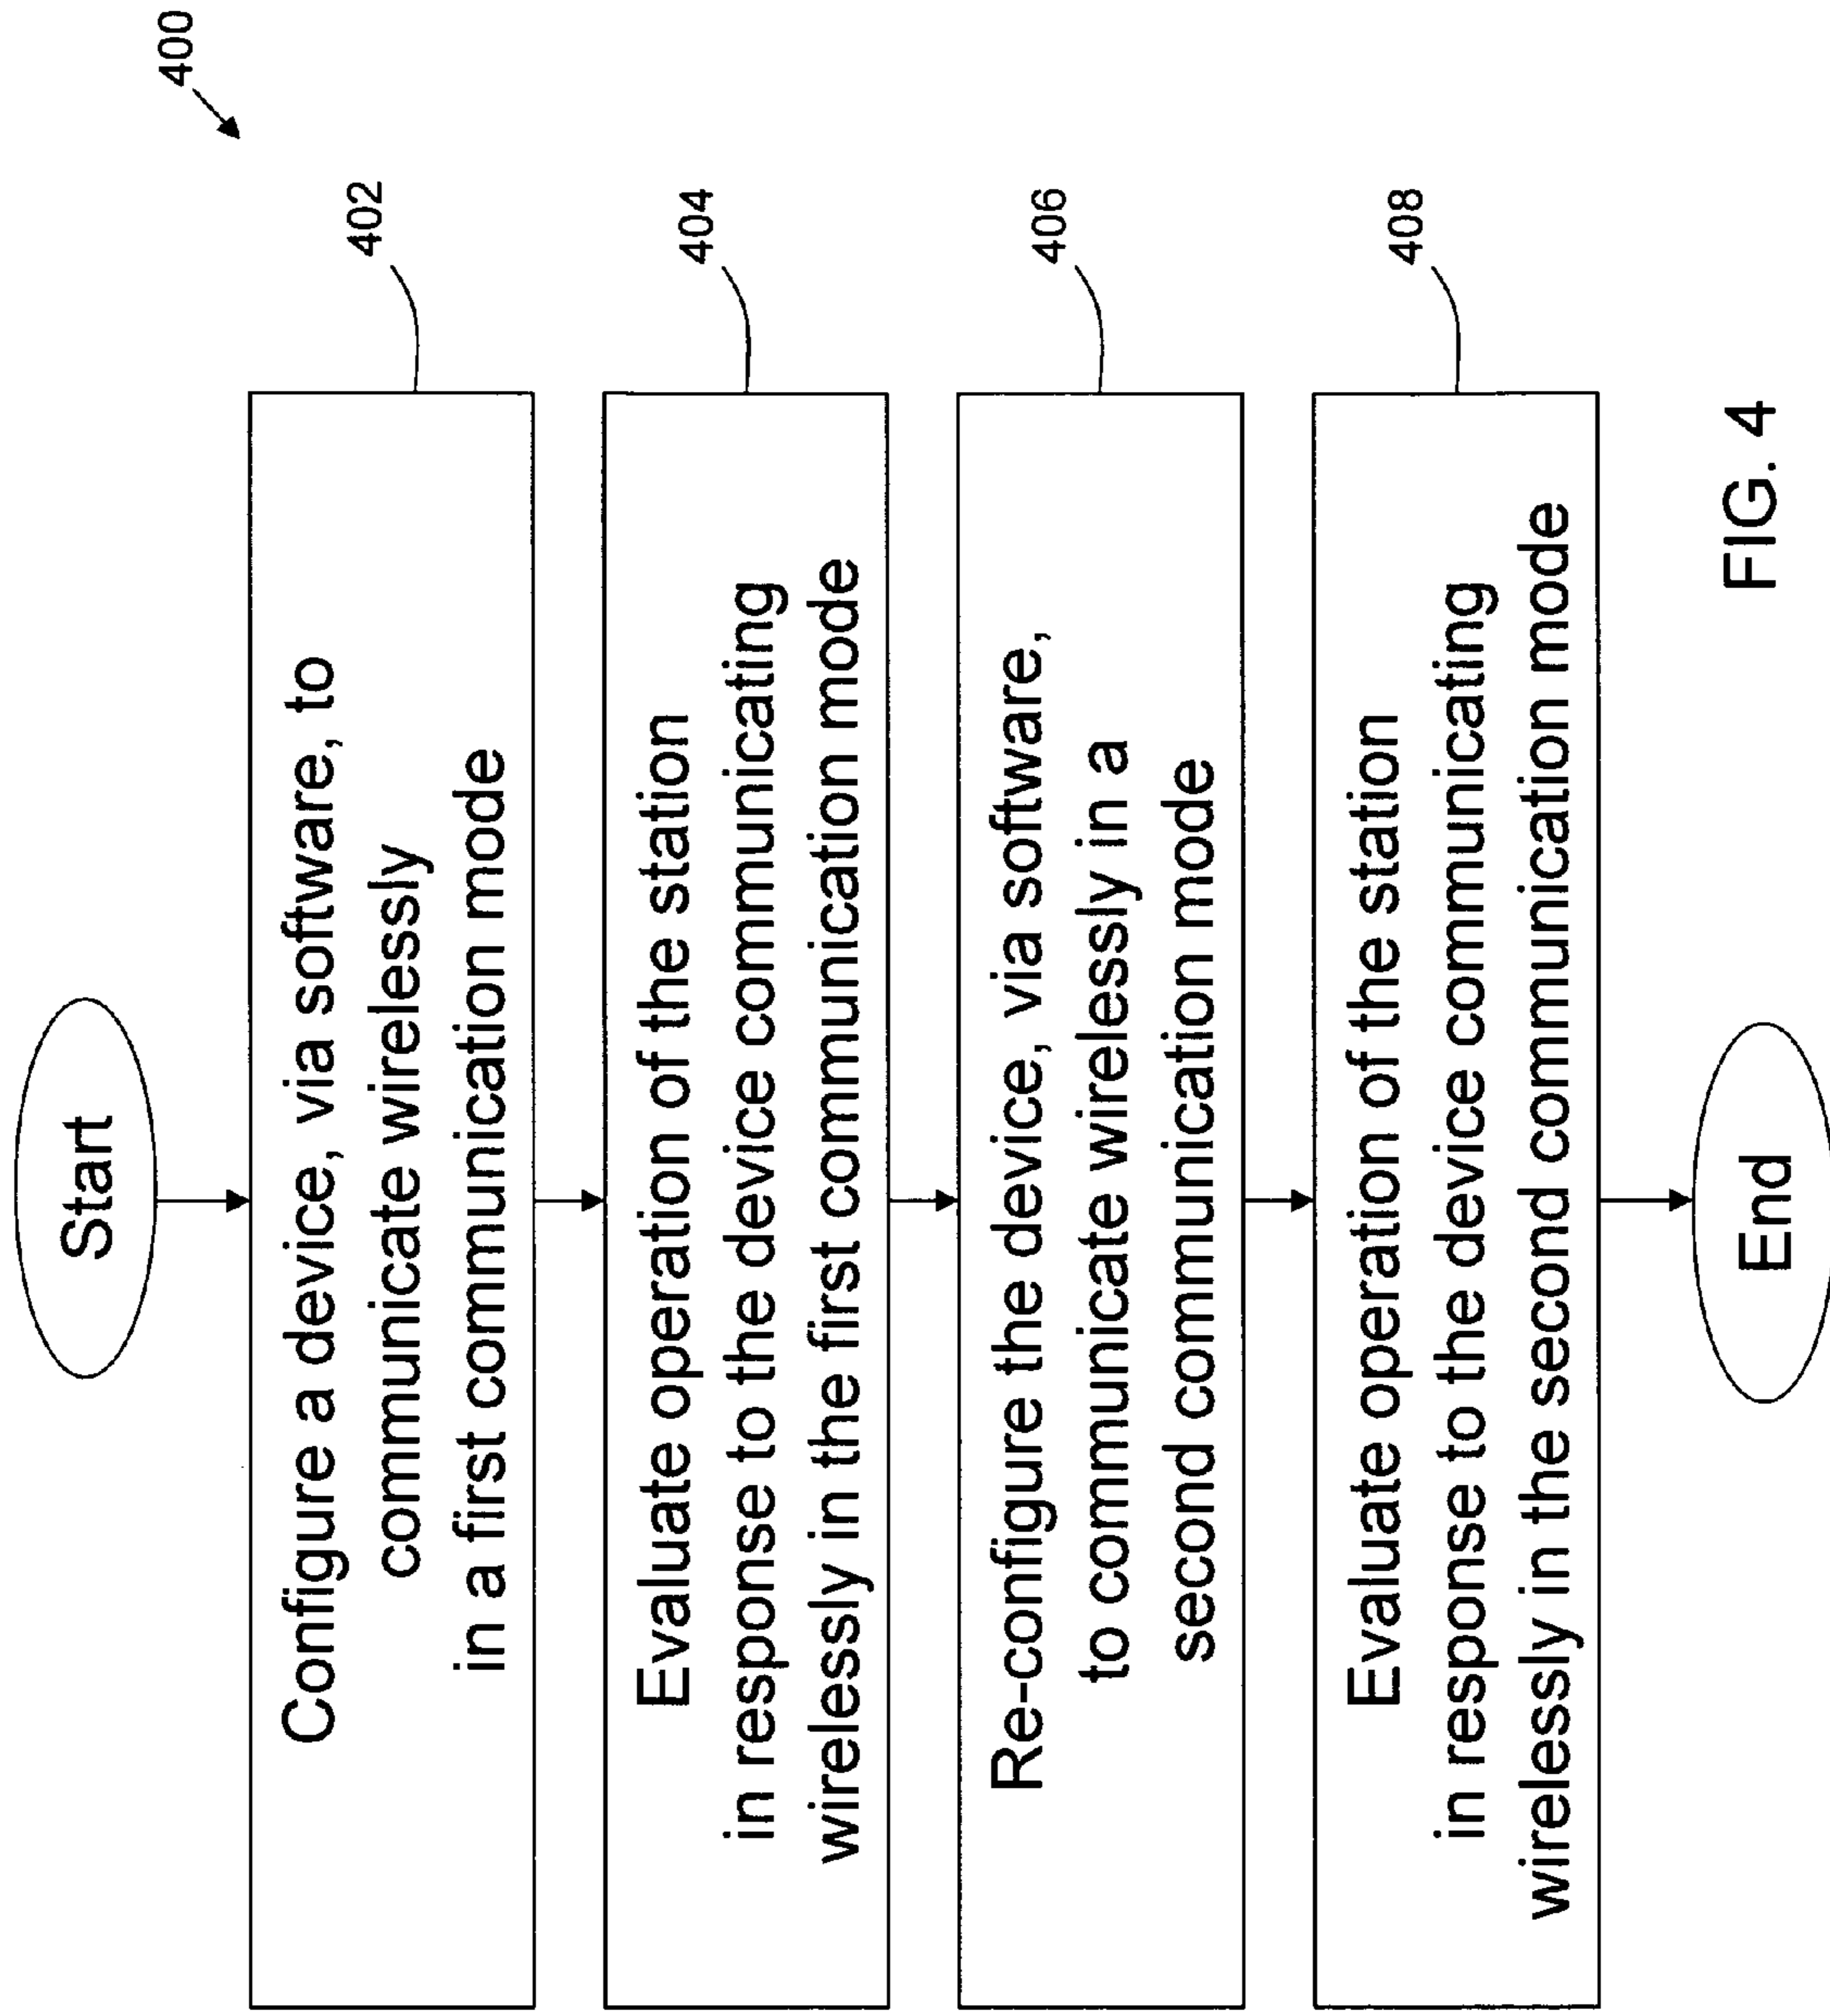 400
Start
Configure a device, via software, to
communicate wirelessly
in a first communication mode
402
Evaluate operation of the station
in response to the device communicating
wirelessly in the first communication mode
404
Re-configure the device, via software,
to communicate wirelessly in a
second communication mode
406
Evaluate operation of the station
in response to the device communicating
wirelessly in the second communication mode
408
End
FIG. 4